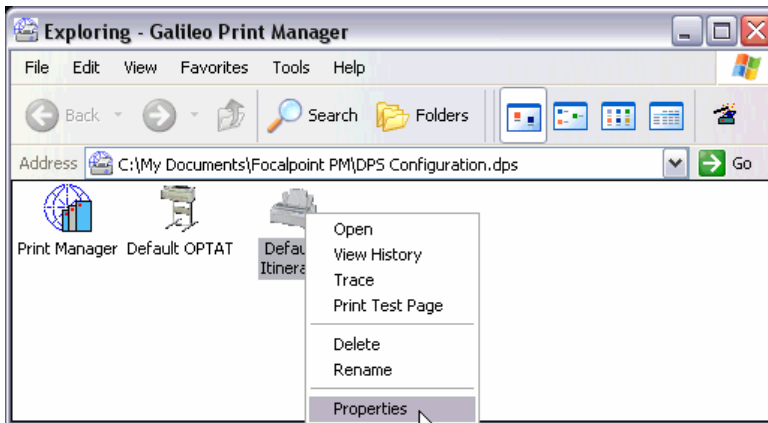 Exploring - Galileo Print Manager
File Edit View Favorites Tools Help
Back Search Folders
Address C:\My Documents\Focalpoint PM\DPS Configuration.dps Go
Print Manager Default OPTAT
Open
View History
Trace
Print Test Page
Delete
Rename
Properties